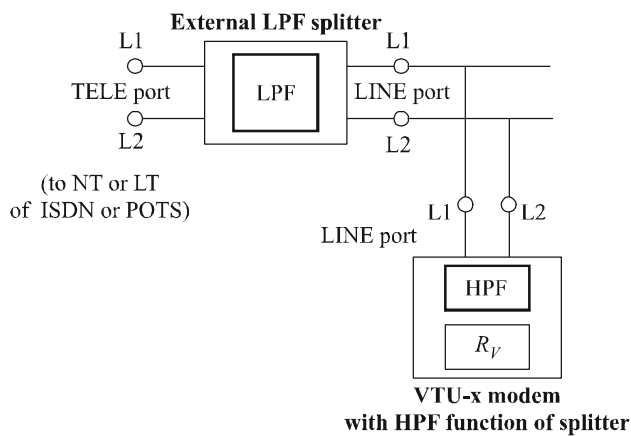 External LPF splitter
L1
L1
TELE port
LPF
LINE port
L2
L2
(to NT or LT
of ISDN or POTS)
L1
L2
LINE port
HPF
R_V
VTU-x modem
with HPF function of splitter